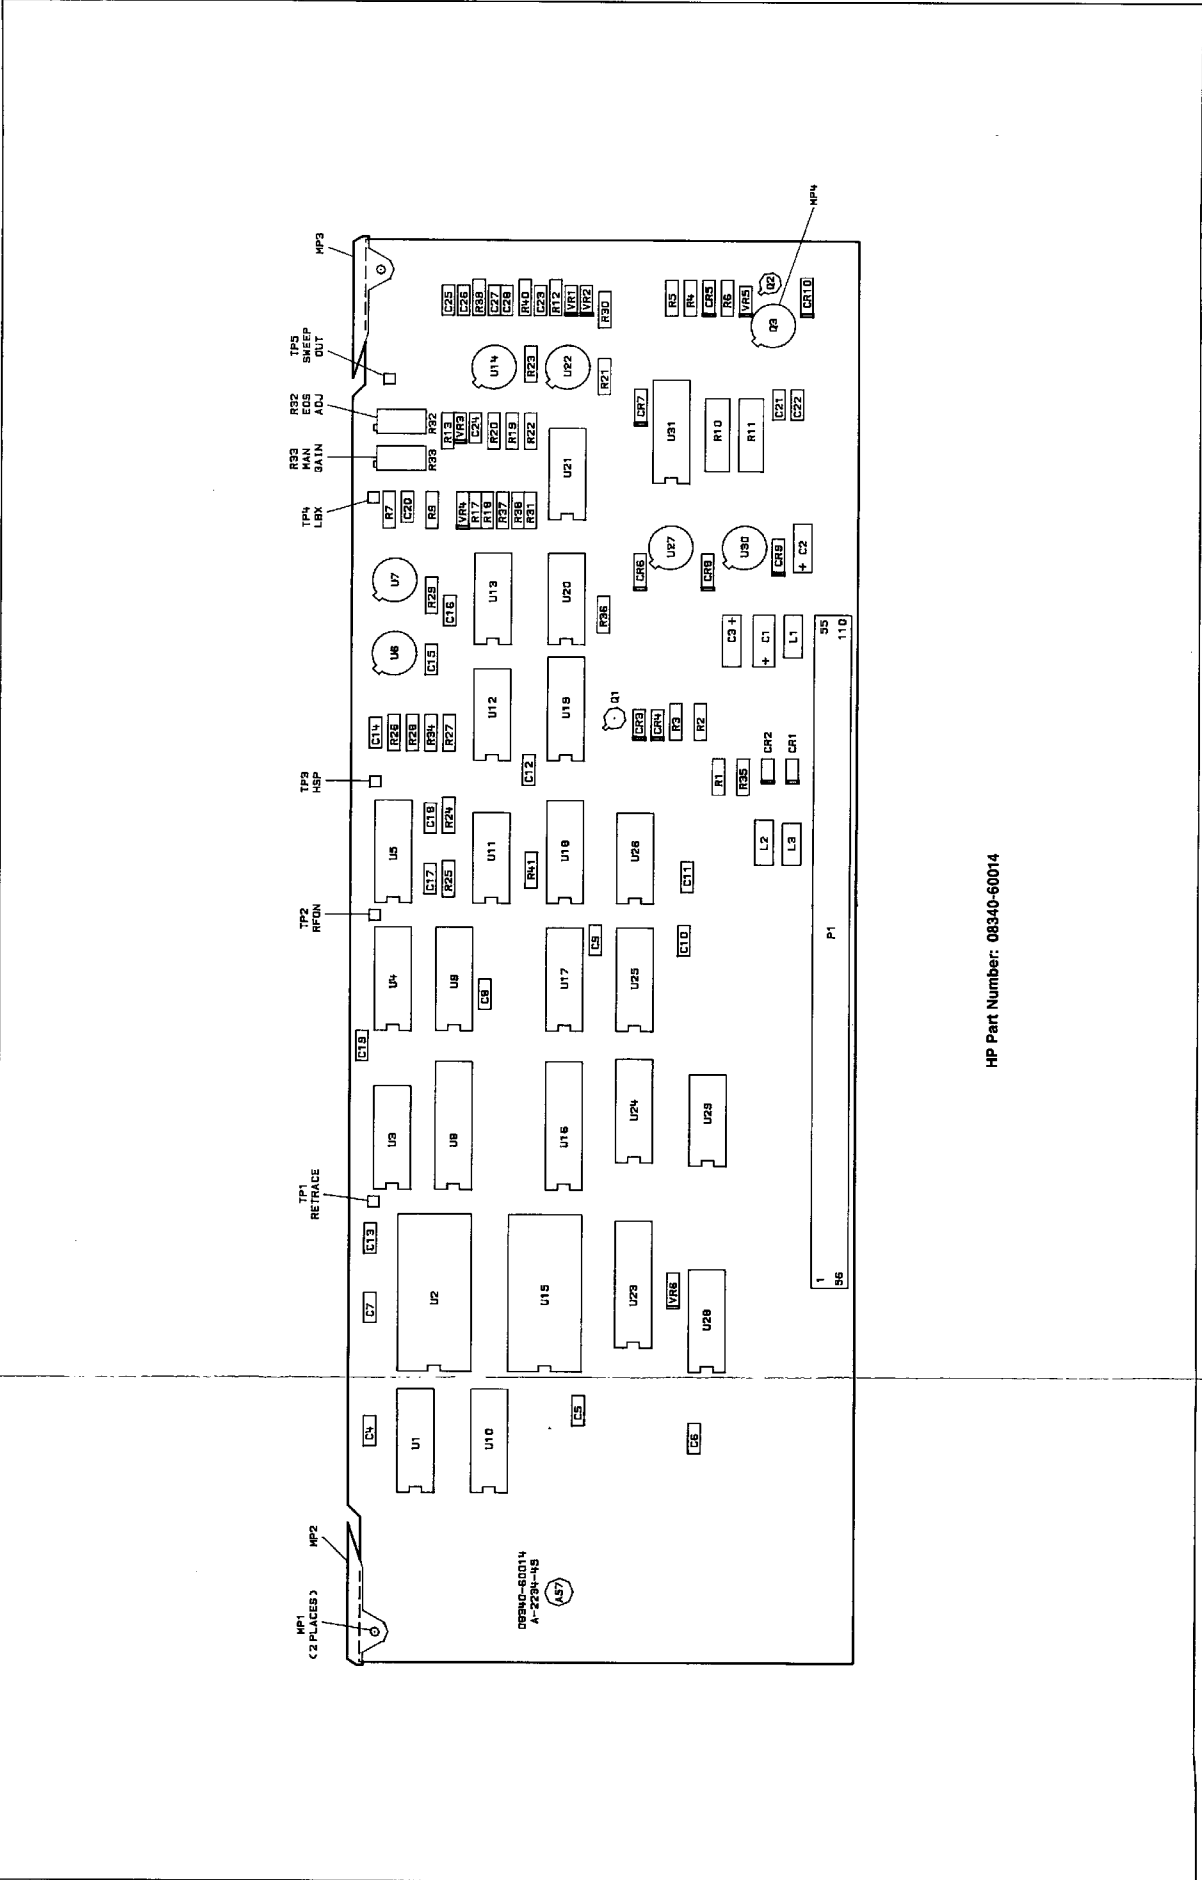 MP1
(2 PLACES)
MP2
TP1
RETRACE
TP2
RFON
TP3
HSP
TP4
LBX
R33
MAN
GAIN
R32
EOS
ADJ
TP5
SWEEP
OUT
MP3
MP4
C4
C7
C13
C19
C14
R7
C20
R9
R33
R32
U1
U2
U3
U4
U5
R26
R28
R34
R27
U6
C15
U7
R29
C16
U8
U9
C8
C17
R25
C18
R24
U10
U15
U16
U17
C9
U11
R41
U18
C12
U12
U19
U13
U20
R36
VR4
R17
R18
R37
R38
R31
R13
VR3
C24
R20
R19
R22
U21
U14
R23
U22
R21
C25
C26
R38
C27
C28
R40
C23
R12
VR1
VR2
R30
C5
C6
U23
VR6
U28
U24
U29
U25
C10
U26
C11
Q1
CR3
CR4
R3
R2
R1
R35
CR2
CR1
L2
L3
CR6
U27
CR8
U30
CR9
+ C2
C3 +
+ C1
L1
CR7
U31
R10
R11
C21
C22
R5
R4
CR5
R6
VR5
Q2
Q3
CR10
1
56
P1
55
110
08340-60014
A-2234-45
A57
HP Part Number: 08340-60014